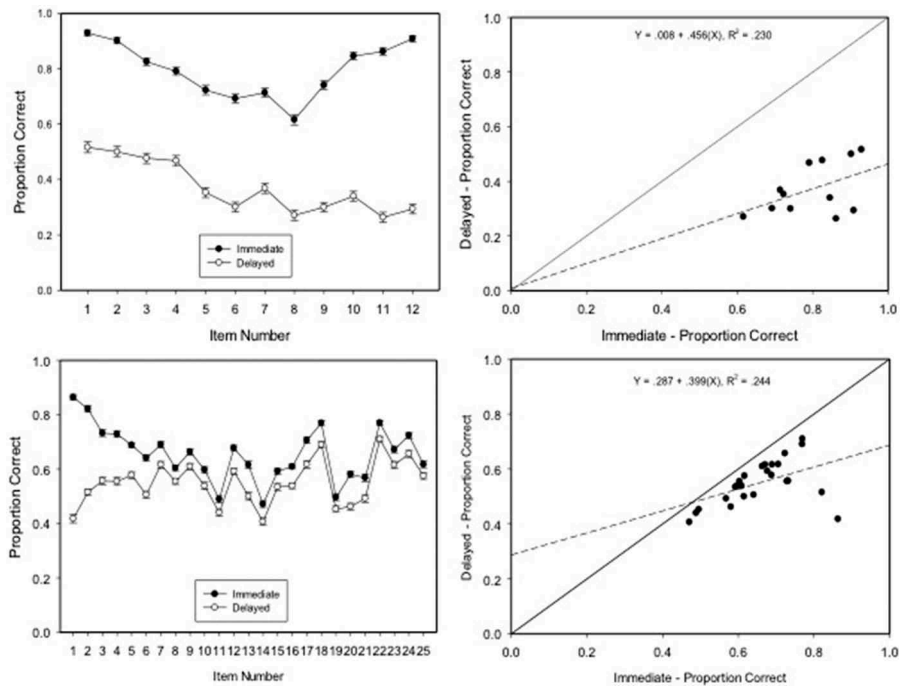 1.0
0.8
0.6
0.4
0.2
0.0
Proportion Correct
1 2 3 4 5 6 7 8 9 10 11 12
Item Number
Immediate
Delayed
Y = .008 + .456(X), R² = .230
1.0
0.8
0.6
0.4
0.2
0.0
Delayed - Proportion Correct
0.0 0.2 0.4 0.6 0.8 1.0
Immediate - Proportion Correct
1.0
0.8
0.6
0.4
0.2
0.0
Proportion Correct
1 2 3 4 5 6 7 8 9 10 11 12 13 14 15 16 17 18 19 20 21 22 23 24 25
Item Number
Immediate
Delayed
Y = .287 + .399(X), R² = .244
1.0
0.8
0.6
0.4
0.2
0.0
Delayed - Proportion Correct
0.0 0.2 0.4 0.6 0.8 1.0
Immediate - Proportion Correct